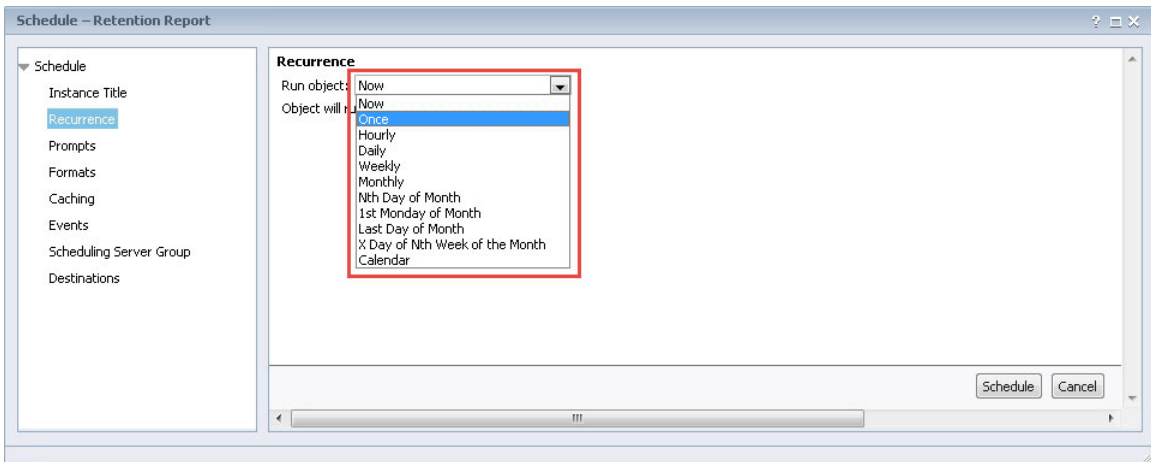 Schedule – Retention Report
Schedule
Instance Title
Recurrence
Prompts
Formats
Caching
Events
Scheduling Server Group
Destinations
Recurrence
Run object: Now
Object will ru
Now
Once
Hourly
Daily
Weekly
Monthly
Nth Day of Month
1st Monday of Month
Last Day of Month
X Day of Nth Week of the Month
Calendar
Schedule Cancel